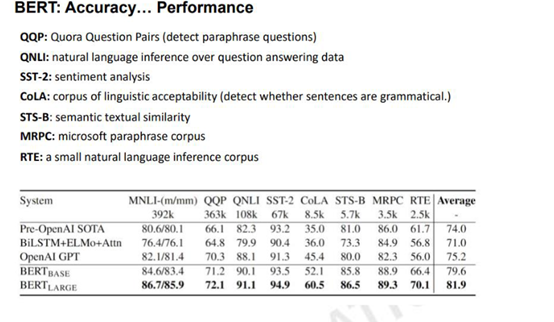 BERT: Accuracy... Performance
QQP: Quora Question Pairs (detect paraphrase questions)
QNLI: natural language inference over question answering data
SST-2: sentiment analysis
CoLA: corpus of linguistic acceptability (detect whether sentences are grammatical.)
STS-B: semantic textual similarity
MRPC: microsoft paraphrase corpus
RTE: a small natural language inference corpus
System MNLI-(m/mm) QQP QNLI SST-2 CoLA STS-B MRPC RTE Average
392k 363k 108k 67k 8.5k 5.7k 3.5k 2.5k -
Pre-OpenAI SOTA 80.6/80.1 66.1 82.3 93.2 35.0 81.0 86.0 61.7 74.0
BiLSTM+ELMo+Attn 76.4/76.1 64.8 79.9 90.4 36.0 73.3 84.9 56.8 71.0
OpenAI GPT 82.1/81.4 70.3 88.1 91.3 45.4 80.0 82.3 56.0 75.2
BERTBASE 84.6/83.4 71.2 90.1 93.5 52.1 85.8 88.9 66.4 79.6
BERTLARGE 86.7/85.9 72.1 91.1 94.9 60.5 86.5 89.3 70.1 81.9